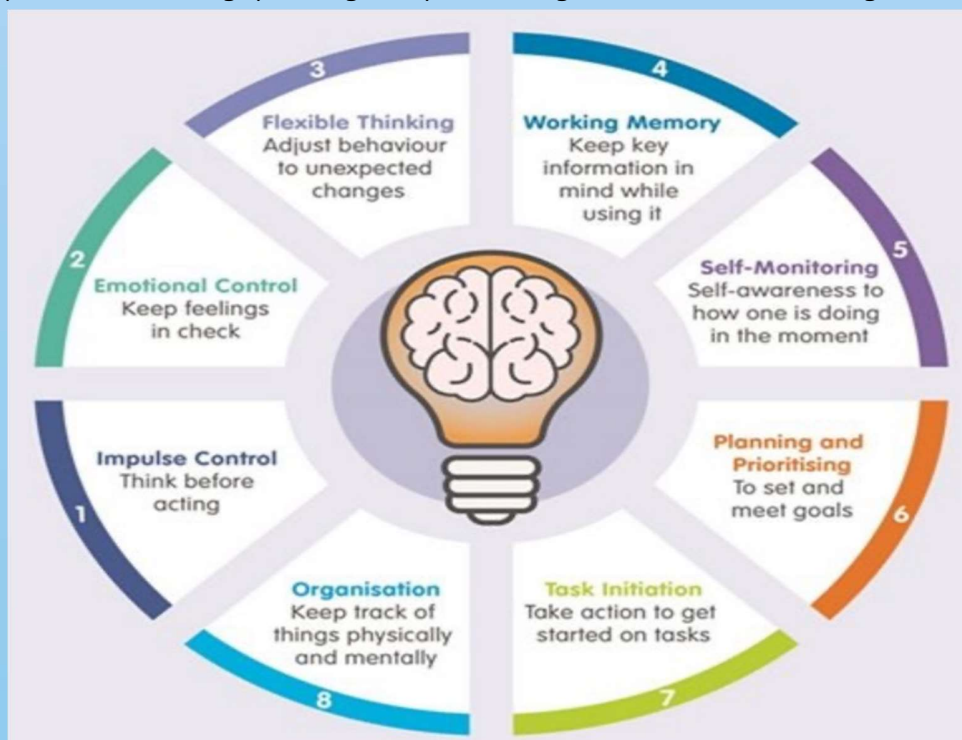 1
Impulse Control
Think before
acting
2
Emotional Control
Keep feelings
in check
3
Flexible Thinking
Adjust behaviour
to unexpected
changes
4
Working Memory
Keep key
information in
mind while
using it
5
Self-Monitoring
Self-awareness to
how one is doing
in the moment
6
Planning and
Prioritising
To set and
meet goals
7
Task Initiation
Take action to get
started on tasks
8
Organisation
Keep track of
things physically
and mentally